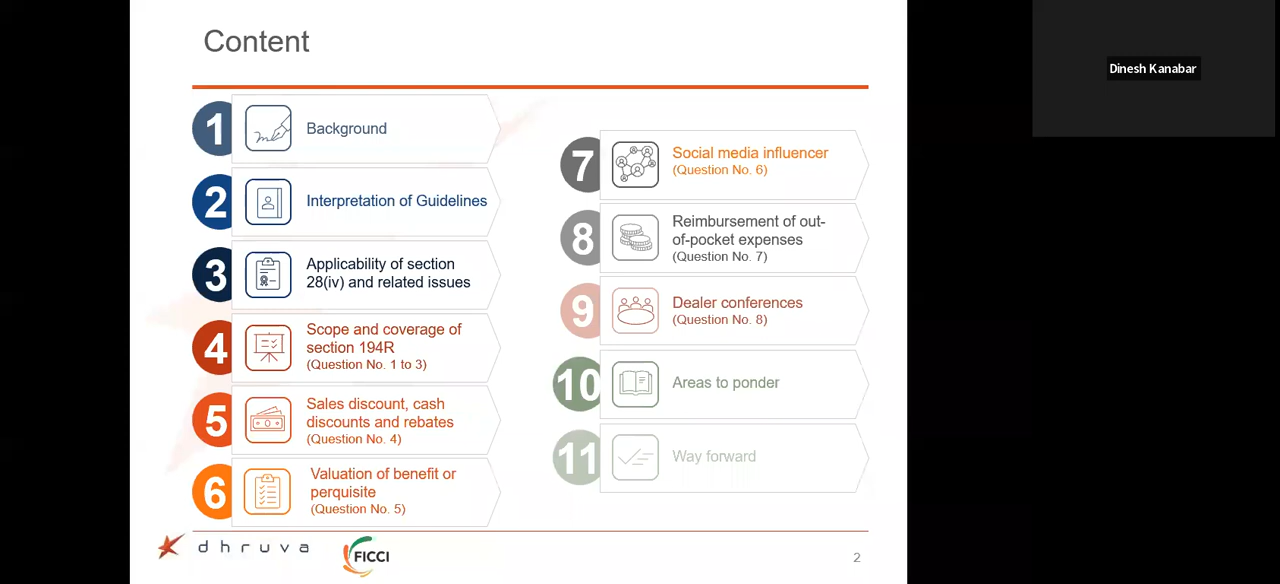 Content
1
Background
2
Interpretation of Guidelines
3
Applicability of section
28(iv) and related issues
4
Scope and coverage of
section 194R
(Question No. 1 to 3)
5
Sales discount, cash
discounts and rebates
(Question No. 4)
6
Valuation of benefit or
perquisite
(Question No. 5)
7
Social media influencer
(Question No. 6)
8
Reimbursement of out-
of-pocket expenses
(Question No. 7)
9
Dealer conferences
(Question No. 8)
10
Areas to ponder
11
Way forward
dhruva
FICCI
2
Dinesh Kanabar